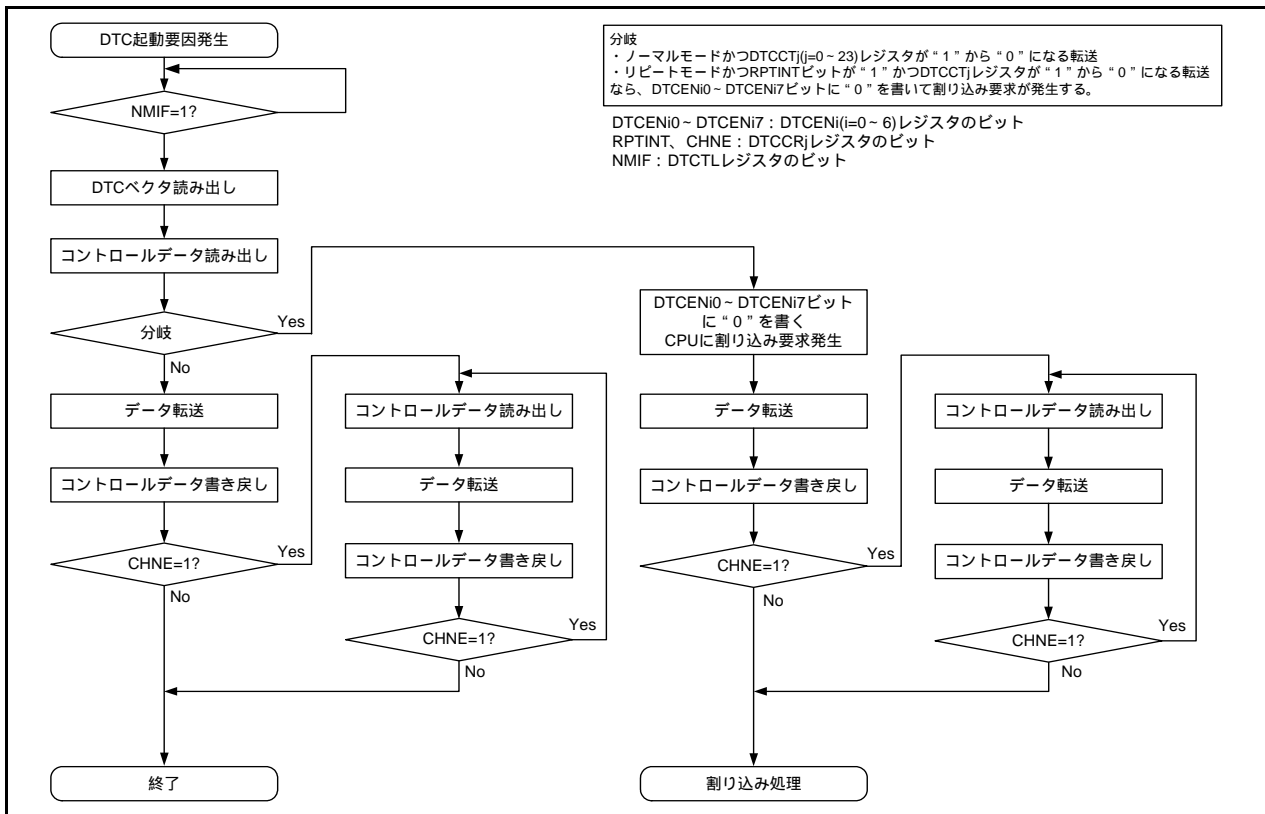 DTC起動要因発生
NMIF=1?
DTCベクタ読み出し
コントロールデータ読み出し
分岐
Yes
No
データ転送
コントロールデータ書き戻し
CHNE=1?
Yes
No
終了
コントロールデータ読み出し
データ転送
コントロールデータ書き戻し
CHNE=1?
Yes
No
分岐
・ノーマルモードかつDTCCTj(j=0~23)レジスタが“1”から“0”になる転送
・リピートモードかつRPTINTビットが“1”かつDTCCTjレジスタが“1”から“0”になる転送
なら、DTCENi0~DTCENi7ビットに“0”を書いて割り込み要求が発生する。
DTCENi0~DTCENi7:DTCENi(i=0~6)レジスタのビット
RPTINT、CHNE:DTCCRjレジスタのビット
NMIF:DTCTLレジスタのビット
DTCENi0~DTCENi7ビット
に“0”を書く
CPUに割り込み要求発生
データ転送
コントロールデータ書き戻し
CHNE=1?
Yes
No
割り込み処理
コントロールデータ読み出し
データ転送
コントロールデータ書き戻し
CHNE=1?
Yes
No